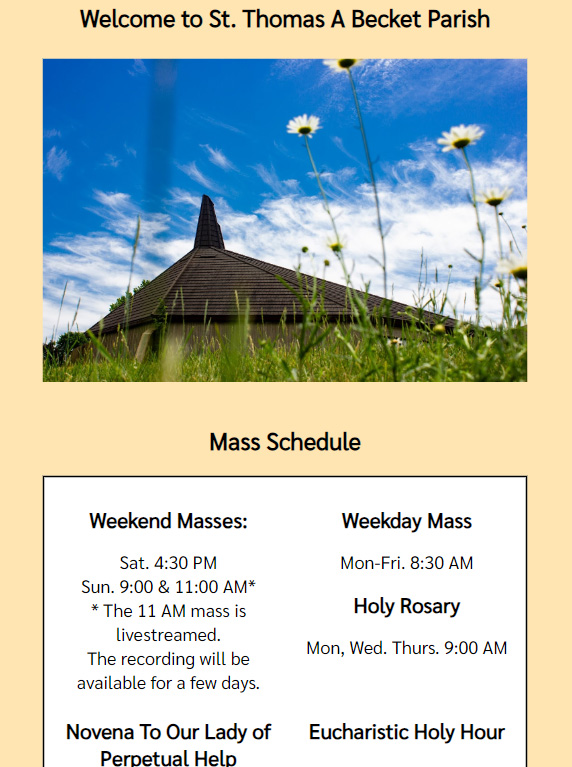 Welcome to St. Thomas A Becket Parish
Mass Schedule
Weekend Masses:
Sat. 4:30 PM
Sun. 9:00 & 11:00 AM*
* The 11 AM mass is
livestreamed.
The recording will be
available for a few days.
Weekday Mass
Mon-Fri. 8:30 AM
Holy Rosary
Mon, Wed. Thurs. 9:00 AM
Novena To Our Lady of
Perpetual Help
Eucharistic Holy Hour